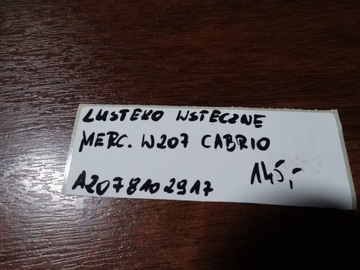 LUSTEKO WSTECZNE
MERC. W207 CABRIO
145,-
A2078102917